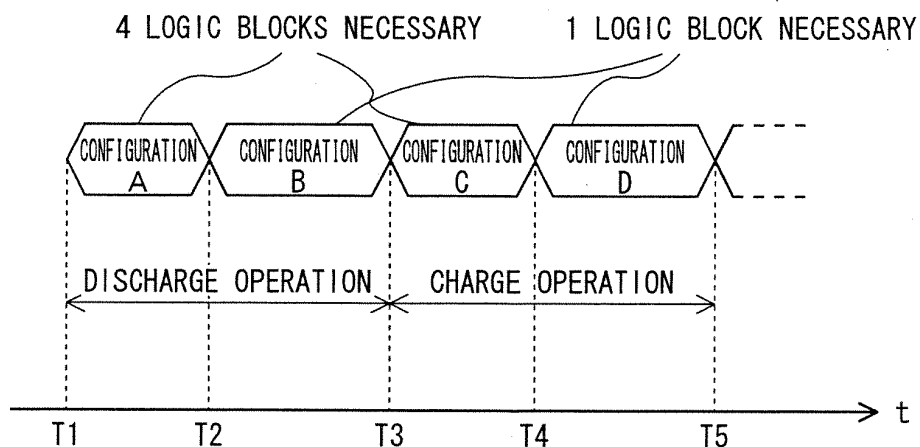 4 LOGIC BLOCKS NECESSARY
1 LOGIC BLOCK NECESSARY
CONFIGURATION
A
CONFIGURATION
B
CONFIGURATION
C
CONFIGURATION
D
DISCHARGE OPERATION
CHARGE OPERATION
t
T1
T2
T3
T4
T5